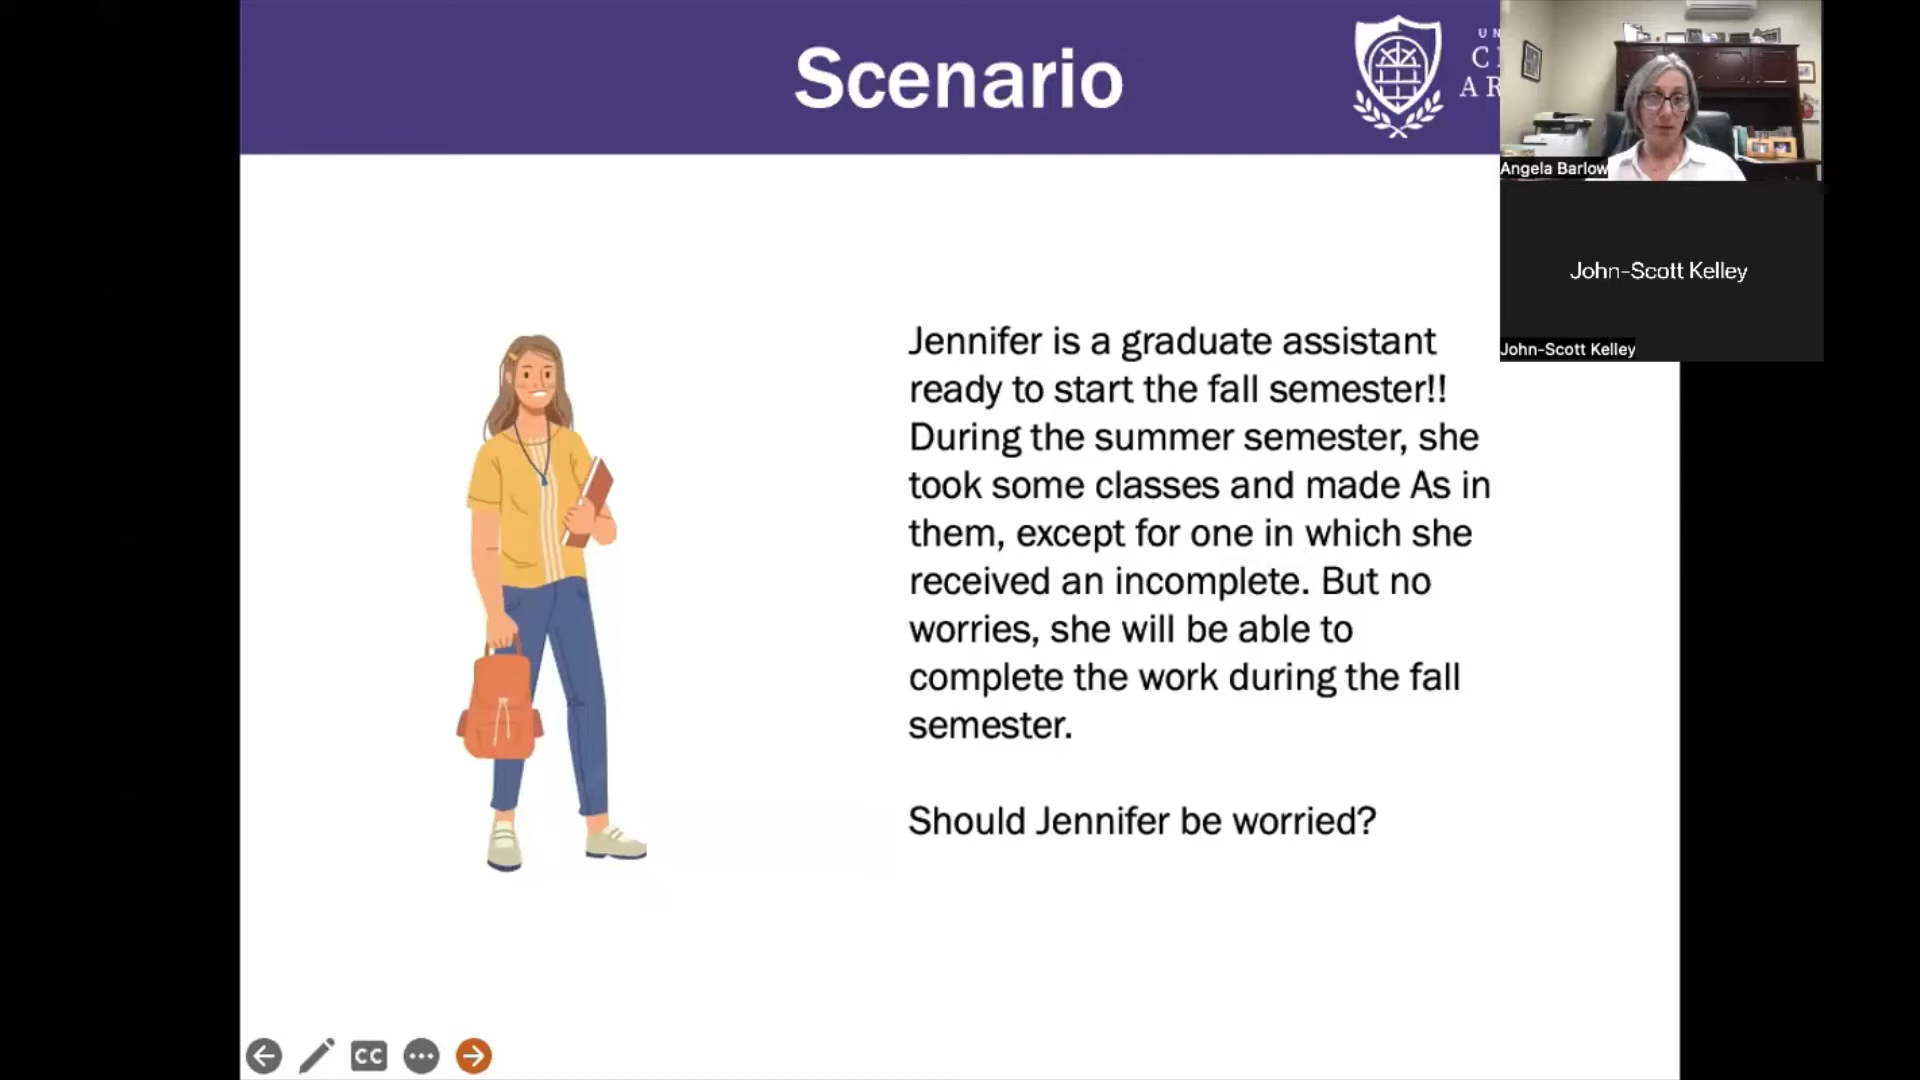 Scenario
UN
C
AR
Angela Barlow
John-Scott Kelley
John-Scott Kelley
Jennifer is a graduate assistant
ready to start the fall semester!!
During the summer semester, she
took some classes and made As in
them, except for one in which she
received an incomplete. But no
worries, she will be able to
complete the work during the fall
semester.
Should Jennifer be worried?
CC